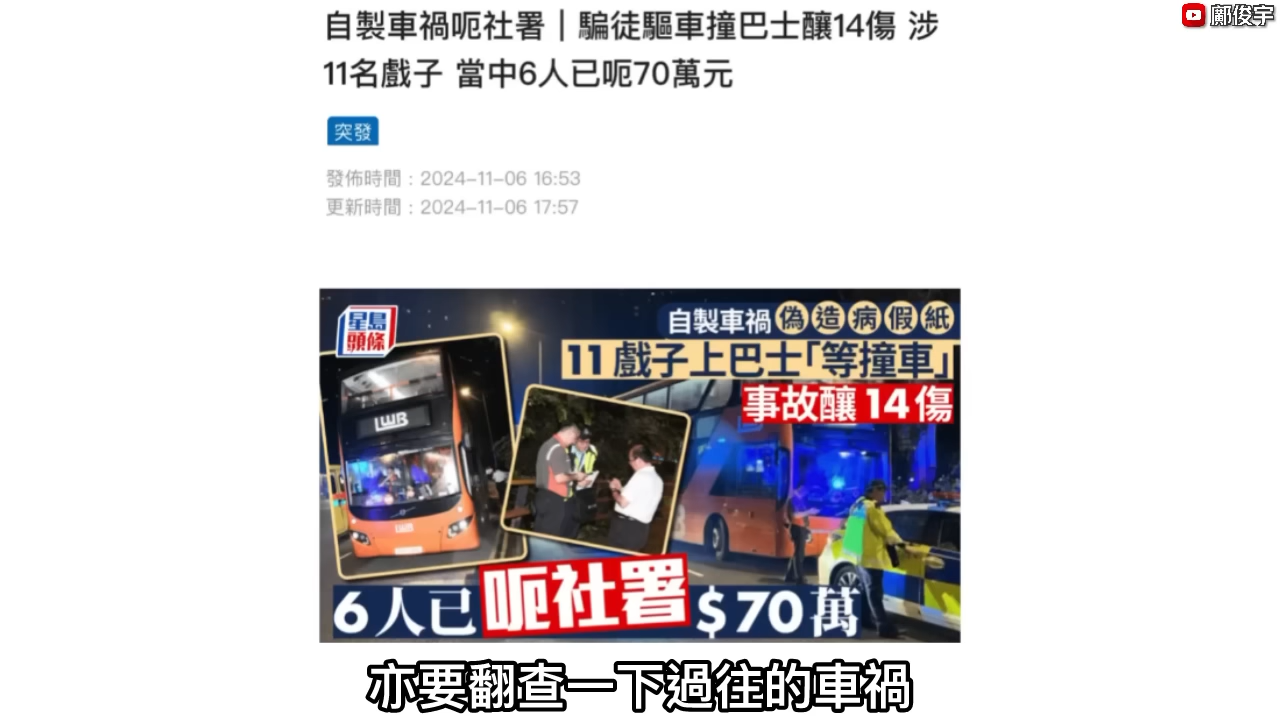 鄺俊宇
自製車禍呃社署｜騙徒驅車撞巴士釀14傷 涉
11名戲子 當中6人已呃70萬元
突發
發佈時間：2024-11-06 16:53
更新時間：2024-11-06 17:57
星島
頭條
自製車禍偽造病假紙
11戲子上巴士「等撞車」
事故釀14傷
LWB
LWB
6人已呃社署$70萬
亦要翻查一下過往的車禍